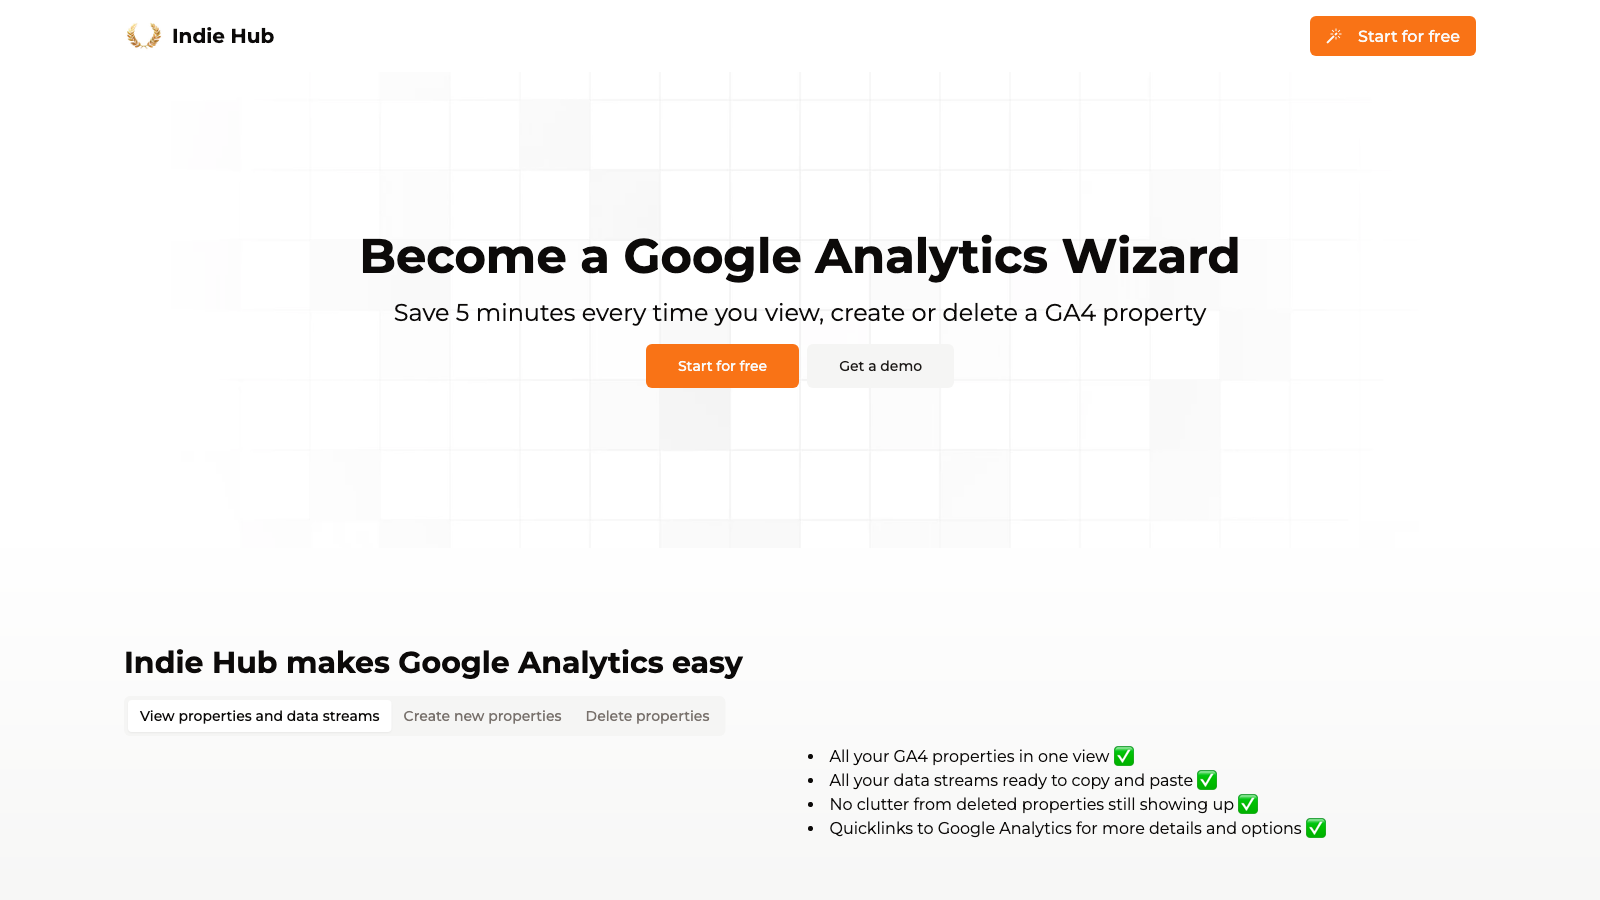 Indie Hub
Start for free
Become a Google Analytics Wizard
Save 5 minutes every time you view, create or delete a GA4 property
Start for free
Get a demo
Indie Hub makes Google Analytics easy
View properties and data streams
Create new properties
Delete properties
• All your GA4 properties in one view ✅
• All your data streams ready to copy and paste ✅
• No clutter from deleted properties still showing up ✅
• Quicklinks to Google Analytics for more details and options ✅